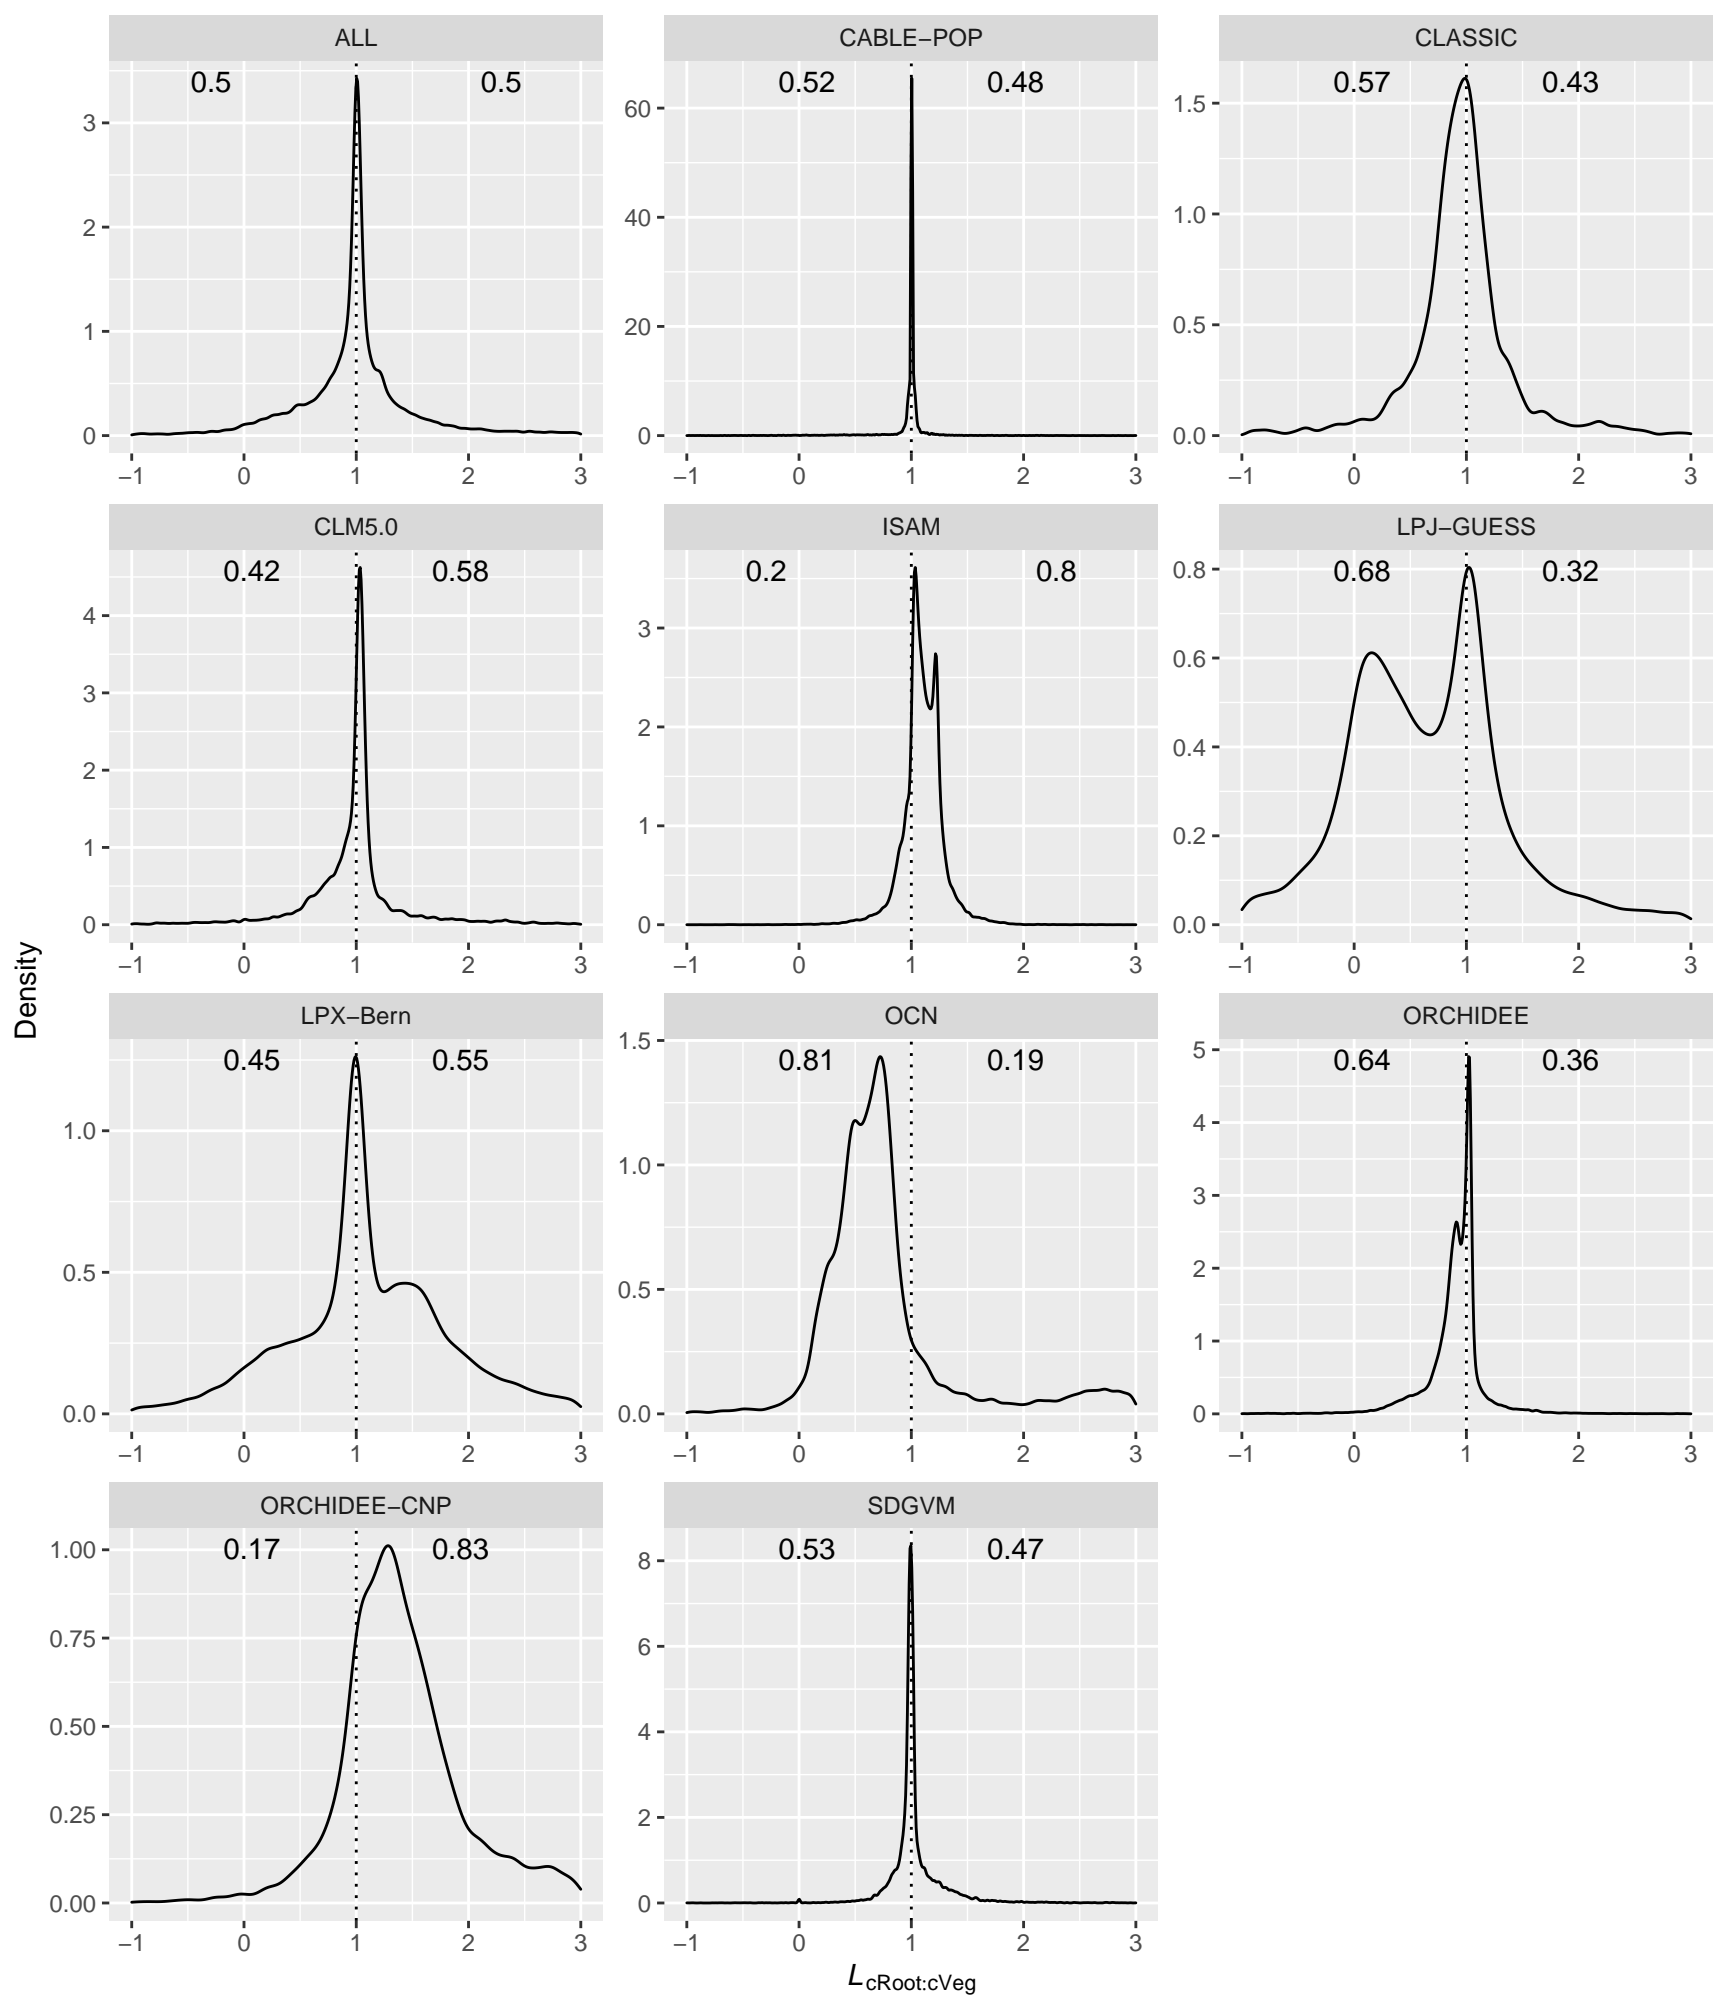 ALL
CABLE−POP
CLASSIC
0.5 0.5
0.52 0.48
0.57 0.43
3
2
1
0
60
40
20
0
1.5
1.0
0.5
0.0
−1 0 1 2 3
−1 0 1 2 3
−1 0 1 2 3
CLM5.0
ISAM
LPJ−GUESS
0.42 0.58
0.2 0.8
0.68 0.32
4
3
2
1
0
3
2
1
0
0.8
0.6
0.4
0.2
0.0
−1 0 1 2 3
−1 0 1 2 3
−1 0 1 2 3
Density
LPX−Bern
OCN
ORCHIDEE
0.45 0.55
0.81 0.19
0.64 0.36
1.0
0.5
0.0
1.5
1.0
0.5
0.0
5
4
3
2
1
0
−1 0 1 2 3
−1 0 1 2 3
−1 0 1 2 3
ORCHIDEE−CNP
SDGVM
0.17 0.83
0.53 0.47
1.00
0.75
0.50
0.25
0.00
8
6
4
2
0
−1 0 1 2 3
−1 0 1 2 3
LcRoot:cVeg